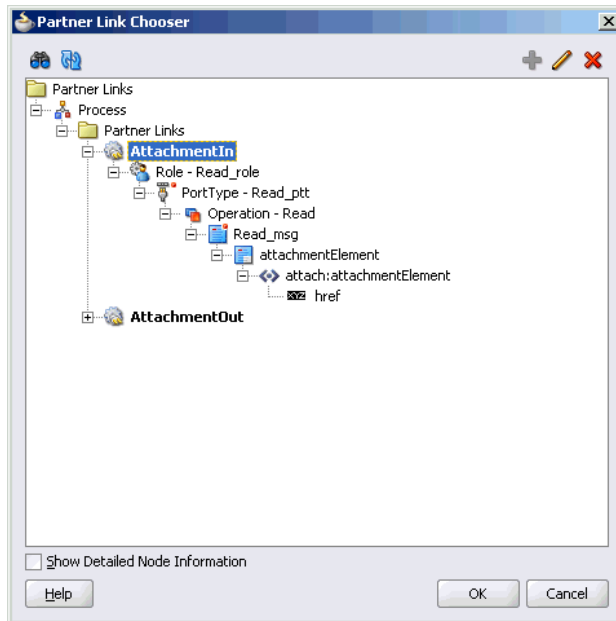 Partner Link Chooser
Partner Links
Process
Partner Links
AttachmentIn
Role - Read_role
PortType - Read_ptt
Operation - Read
Read_msg
attachmentElement
attach:attachmentElement
XYZ href
AttachmentOut
Show Detailed Node Information
Help OK Cancel